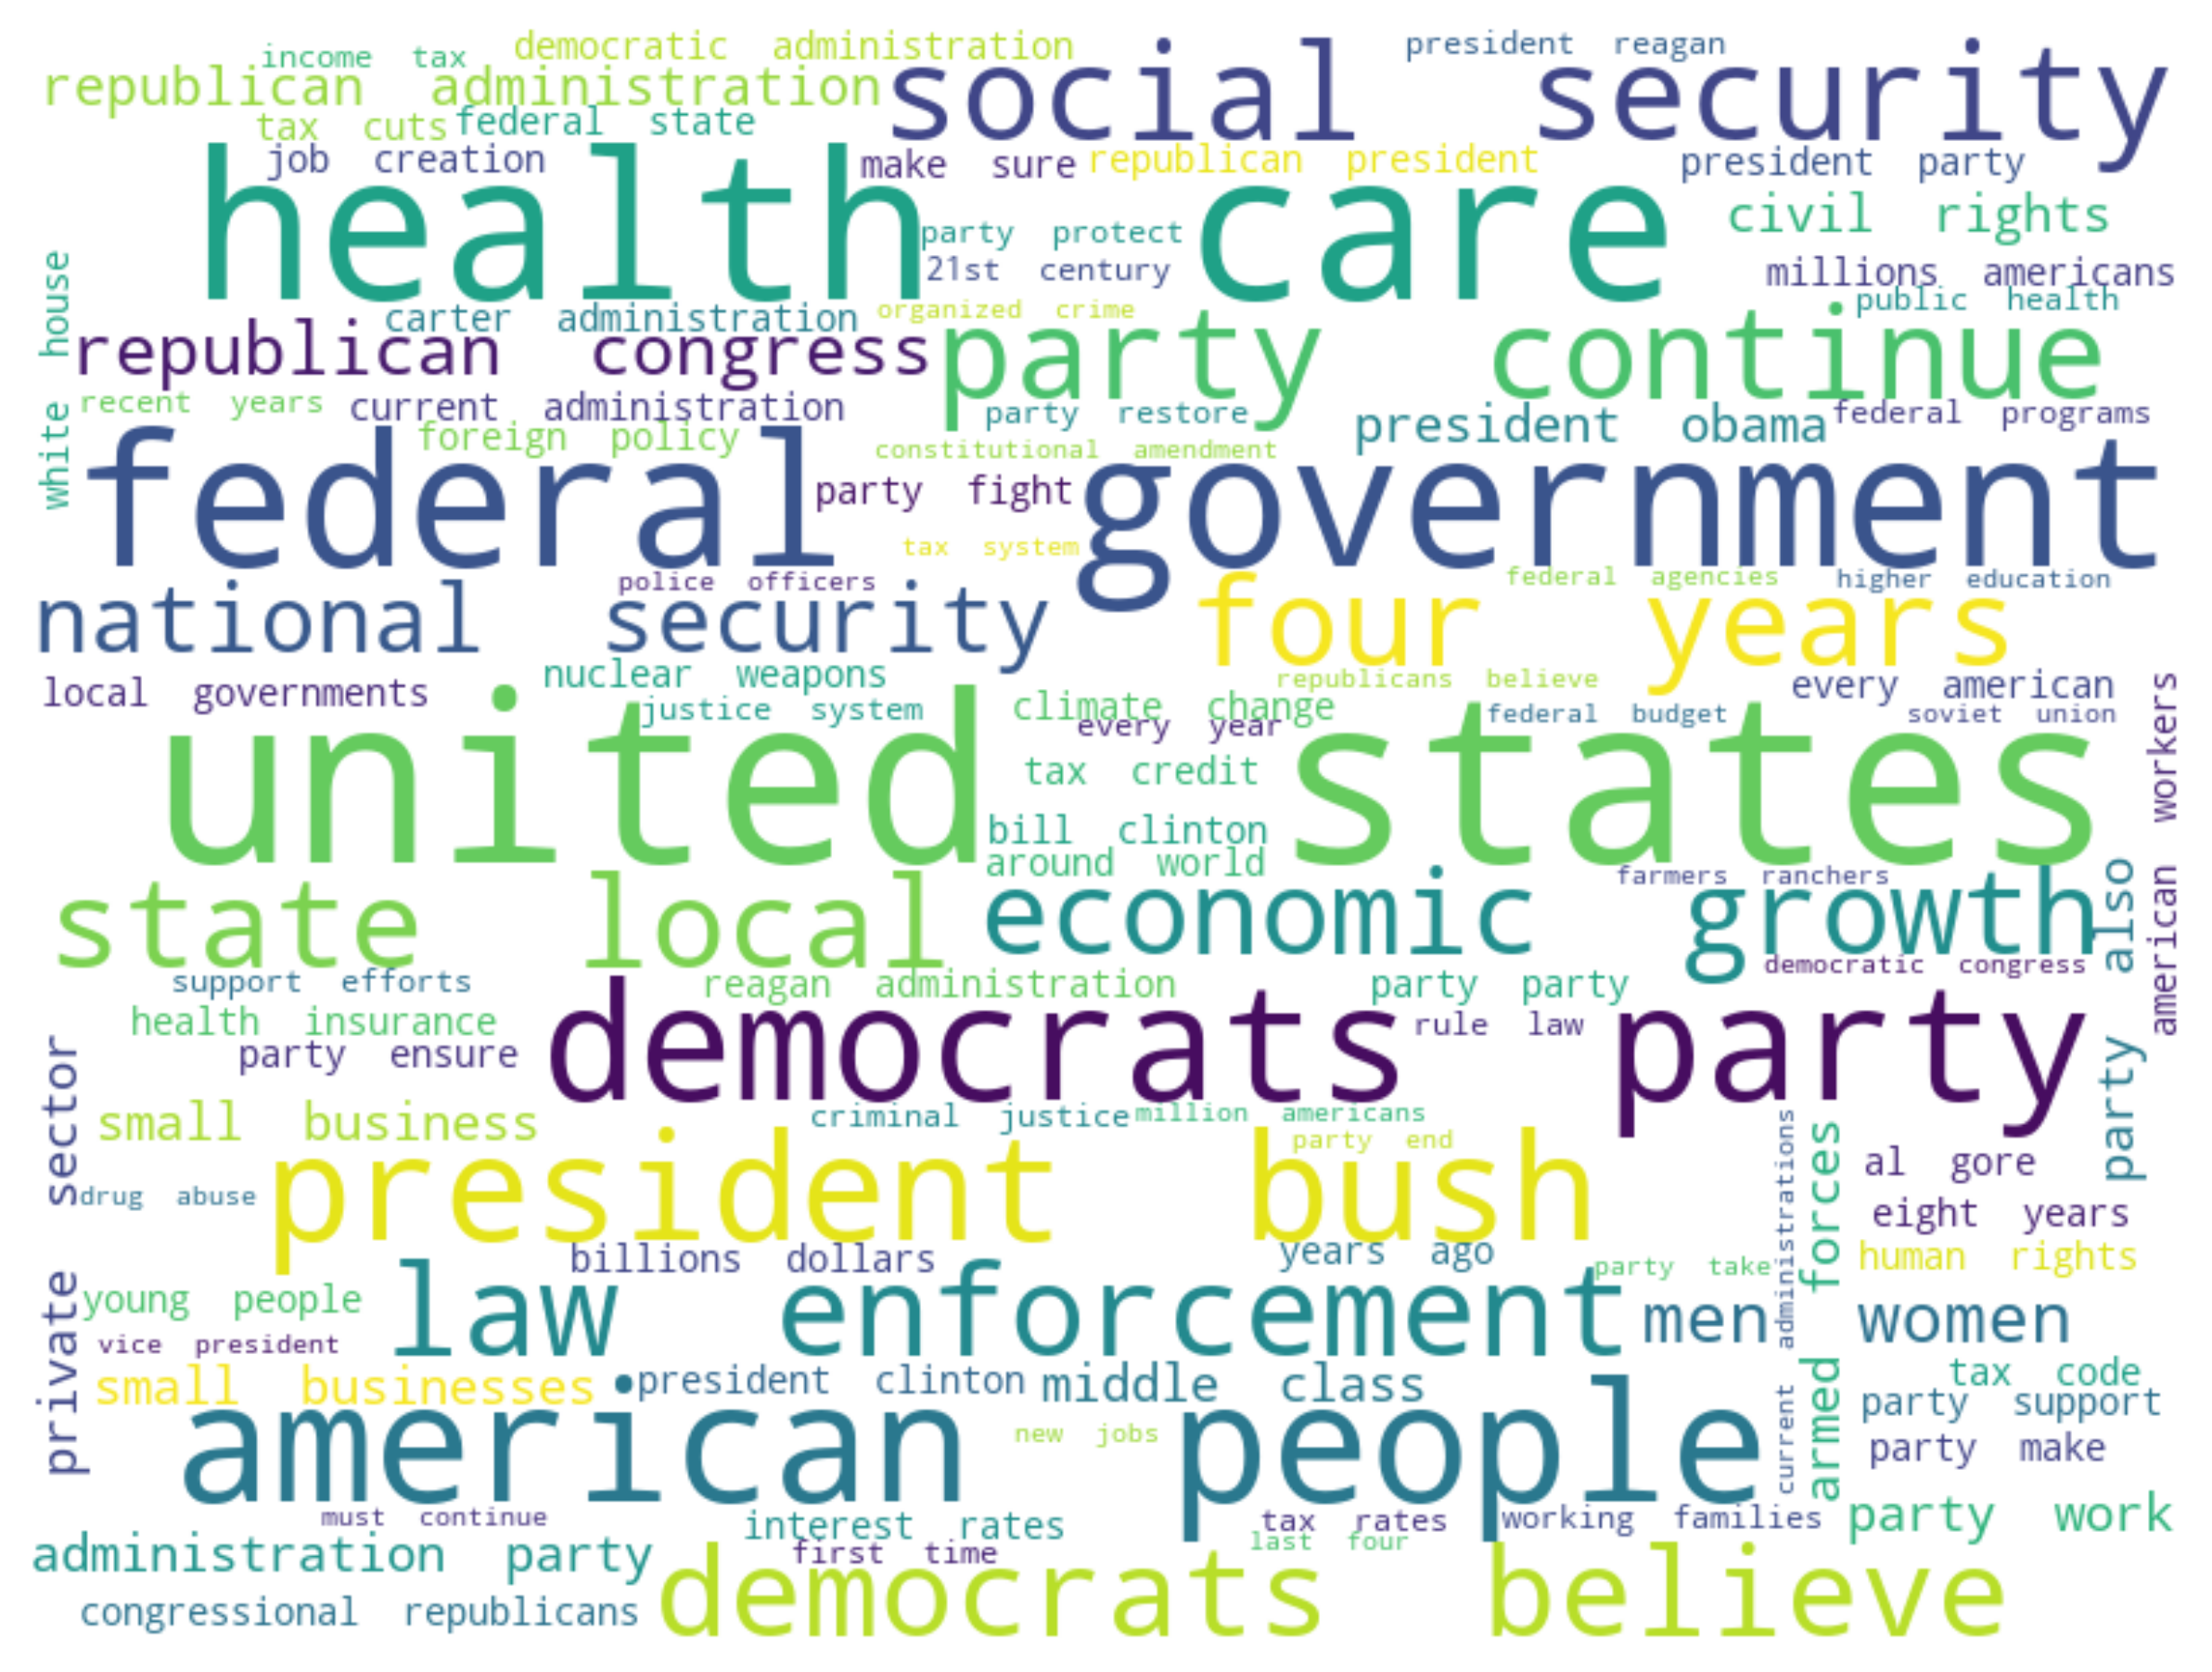 income tax
democratic administration
president reagan
republican administration
social security
tax cuts
federal state
job creation
make sure
republican president
president party
health care
civil rights
party protect
21st century
millions americans
public health
white house
carter administration
organized crime
republican congress
party continue
recent years
current administration
party restore
president obama
federal programs
foreign policy
constitutional amendment
federal government
party fight
tax system
police officers
federal agencies
higher education
national security
four years
nuclear weapons
republicans believe
every american
local governments
justice system
climate change
every year
federal budget
soviet union
american workers
united states
tax credit
bill clinton
around world
farmers ranchers
state local
economic growth
party also
democratic congress
support efforts
reagan administration
party party
health insurance
democrats party
rule law
party ensure
private sector
small business
criminal justice
million americans
party end
current administrations
armed forces
al gore
drug abuse
president bush
eight years
billions dollars
years ago
human rights
party take
young people
law enforcement
men women
vice president
small businesses
president clinton
middle class
tax code
american people
new jobs
party support
party make
must continue
interest rates
tax rates
working families
party work
administration party
first time
last four
democrats believe
congressional republicans